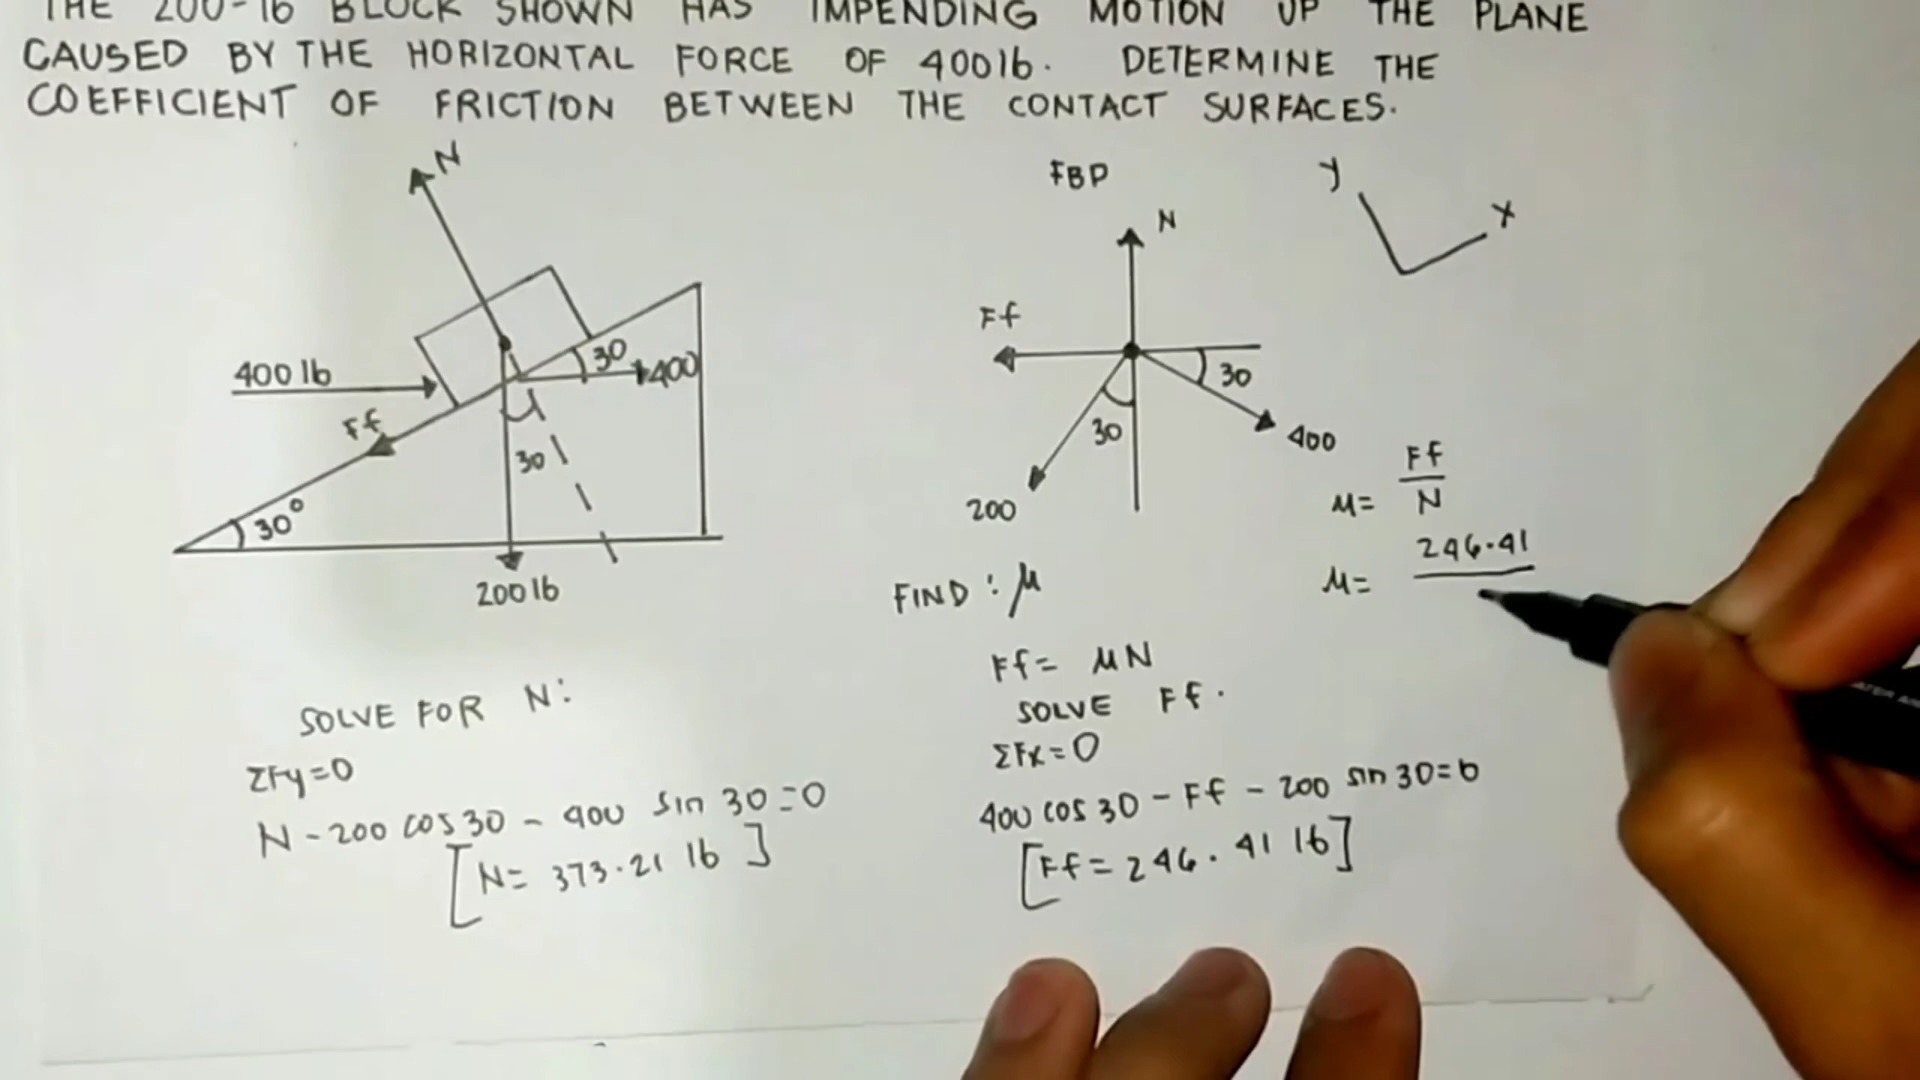 THE 200-lb BLOCK SHOWN HAS IMPENDING MOTION UP THE PLANE
CAUSED BY THE HORIZONTAL FORCE OF 400lb. DETERMINE THE
COEFFICIENT OF FRICTION BETWEEN THE CONTACT SURFACES.
N
FBD
y
x
N
Ff
30
400
30
200
400 lb
30
400
Ff
30
30°
200 lb
μ= Ff/N
μ= 246.41
FIND : μ
Ff= μN
SOLVE Ff.
ΣFx=0
400 cos 30 - Ff - 200 sin 30=0
[Ff= 246.41 lb]
SOLVE FOR N:
ΣFy=0
N-200 cos 30 - 400 sin 30=0
[N= 373.21 lb]